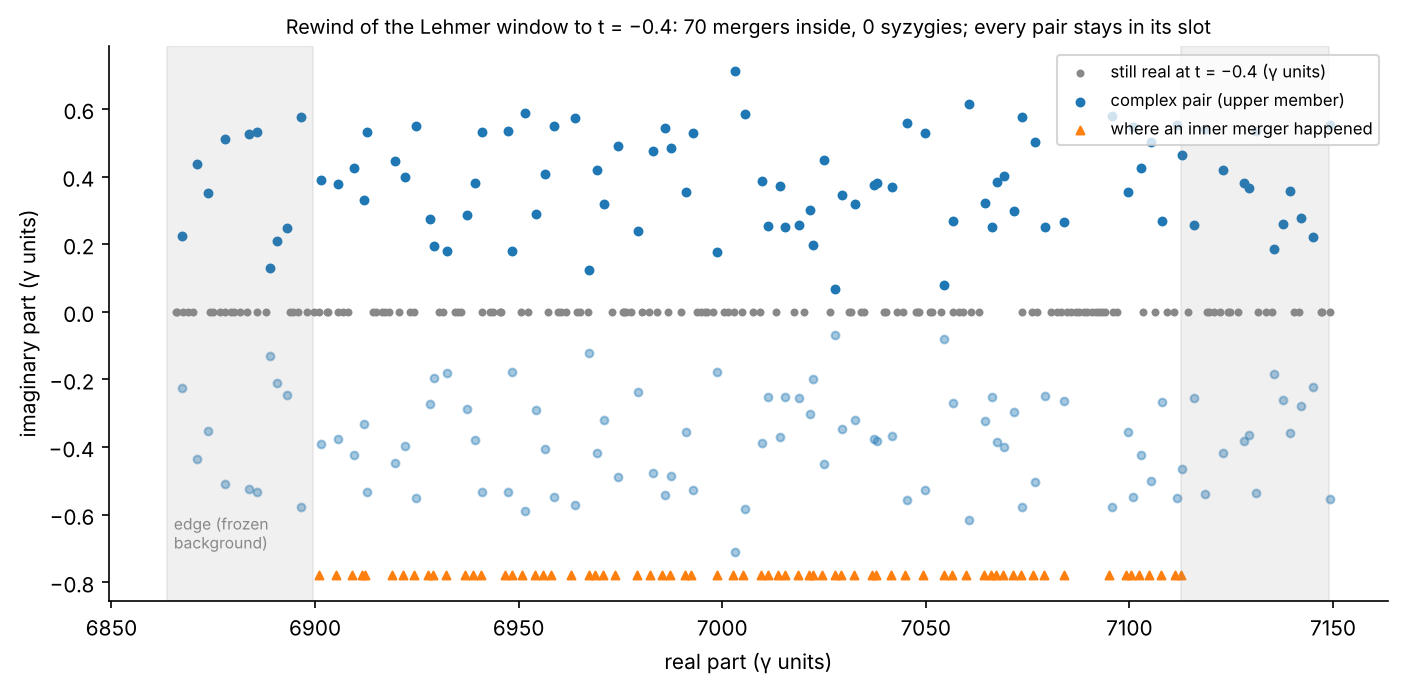 Rewind of the Lehmer window to t = −0.4: 70 mergers inside, 0 syzygies; every pair stays in its slot
still real at t = −0.4 (γ units)
complex pair (upper member)
where an inner merger happened
imaginary part (γ units)
0.6
0.4
0.2
0.0
−0.2
−0.4
−0.6
−0.8
edge (frozen
background)
6850
6900
6950
7000
7050
7100
7150
real part (γ units)